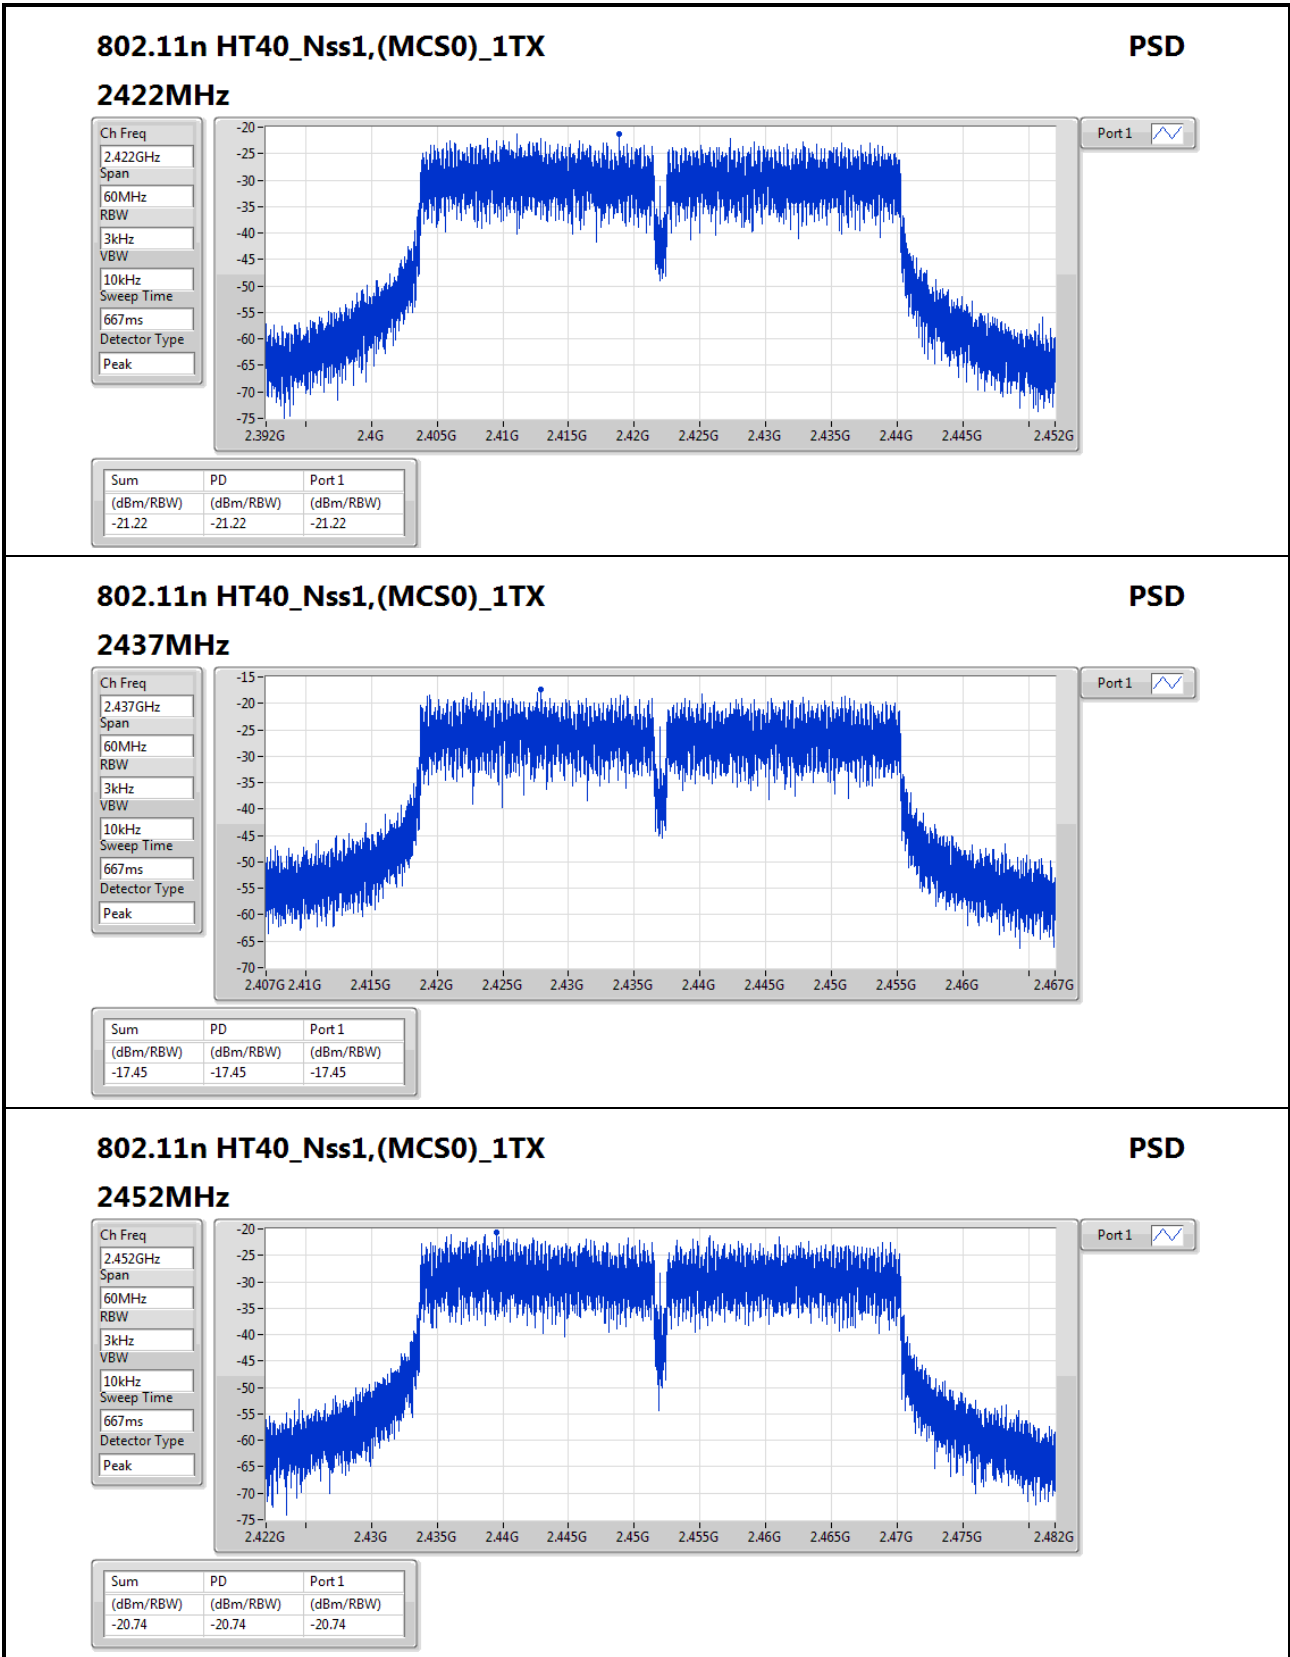 802.11n HT40_Nss1,(MCS0)_1TX PSD
2422MHz
Ch Freq
2.422GHz
Span
60MHz
RBW
3kHz
VBW
10kHz
Sweep Time
667ms
Detector Type
Peak
-20
-25
-30
-35
-40
-45
-50
-55
-60
-65
-70
-75
2.392G 2.4G 2.405G 2.41G 2.415G 2.42G 2.425G 2.43G 2.435G 2.44G 2.445G 2.452G
Port 1
Sum PD Port 1
(dBm/RBW) (dBm/RBW) (dBm/RBW)
-21.22 -21.22 -21.22
802.11n HT40_Nss1,(MCS0)_1TX PSD
2437MHz
Ch Freq
2.437GHz
Span
60MHz
RBW
3kHz
VBW
10kHz
Sweep Time
667ms
Detector Type
Peak
-15
-20
-25
-30
-35
-40
-45
-50
-55
-60
-65
-70
2.407G 2.41G 2.415G 2.42G 2.425G 2.43G 2.435G 2.44G 2.445G 2.45G 2.455G 2.46G 2.467G
Port 1
Sum PD Port 1
(dBm/RBW) (dBm/RBW) (dBm/RBW)
-17.45 -17.45 -17.45
802.11n HT40_Nss1,(MCS0)_1TX PSD
2452MHz
Ch Freq
2.452GHz
Span
60MHz
RBW
3kHz
VBW
10kHz
Sweep Time
667ms
Detector Type
Peak
-20
-25
-30
-35
-40
-45
-50
-55
-60
-65
-70
-75
2.422G 2.43G 2.435G 2.44G 2.445G 2.45G 2.455G 2.46G 2.465G 2.47G 2.475G 2.482G
Port 1
Sum PD Port 1
(dBm/RBW) (dBm/RBW) (dBm/RBW)
-20.74 -20.74 -20.74